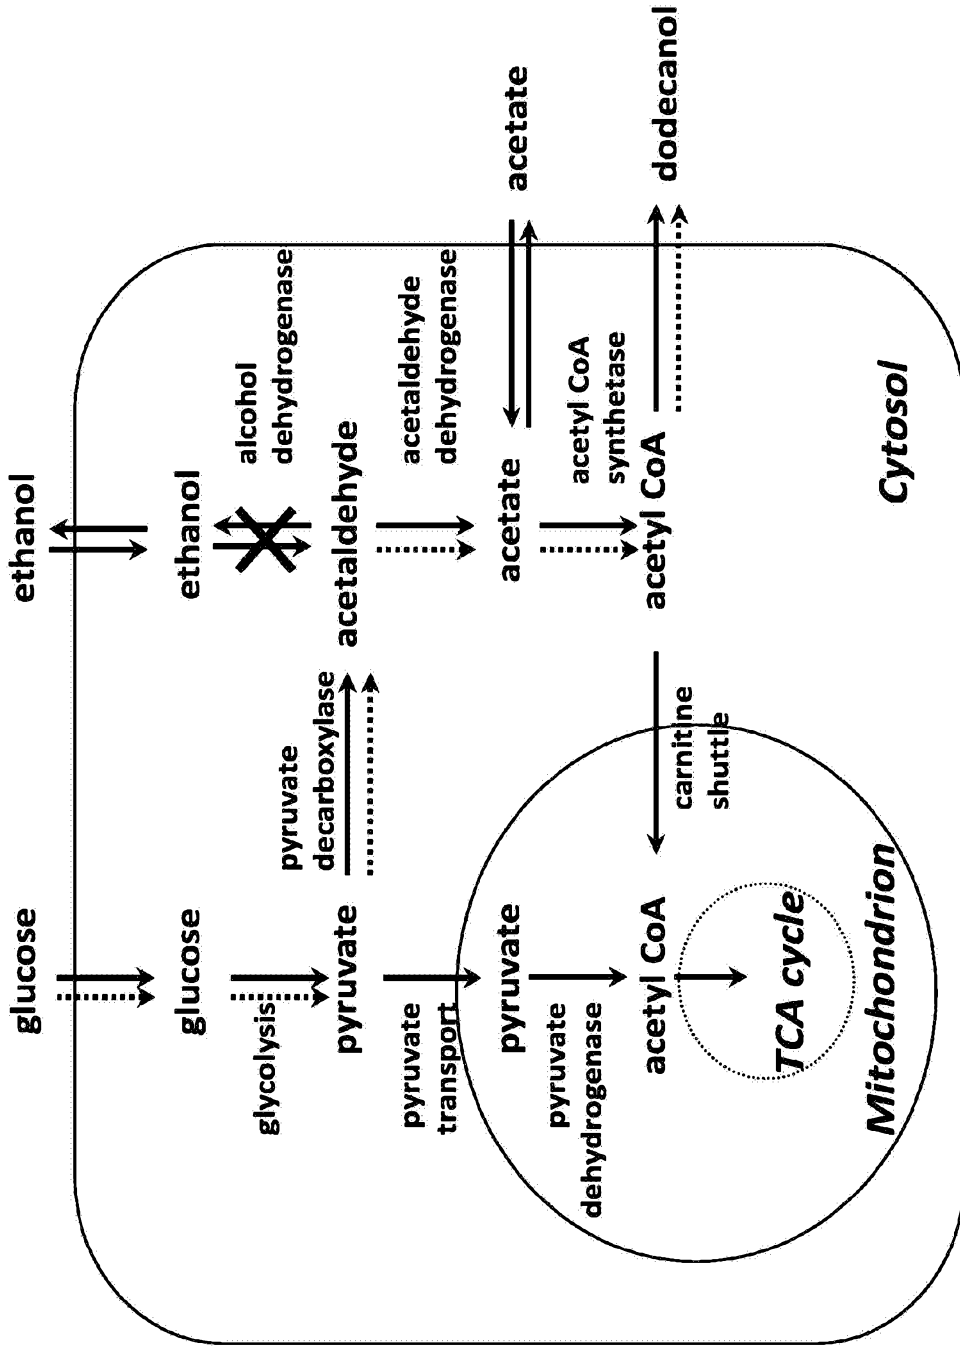 glucose
glucose
glycolysis
pyruvate
pyruvate
transport
pyruvate
pyruvate
dehydrogenase
acetyl CoA
TCA cycle
Mitochondrion
pyruvate
decarboxylase
carnitine
shuttle
ethanol
ethanol
alcohol
dehydrogenase
acetaldehyde
acetaldehyde
dehydrogenase
acetate
acetate
acetyl CoA
synthetase
acetyl CoA
dodecanol
Cytosol